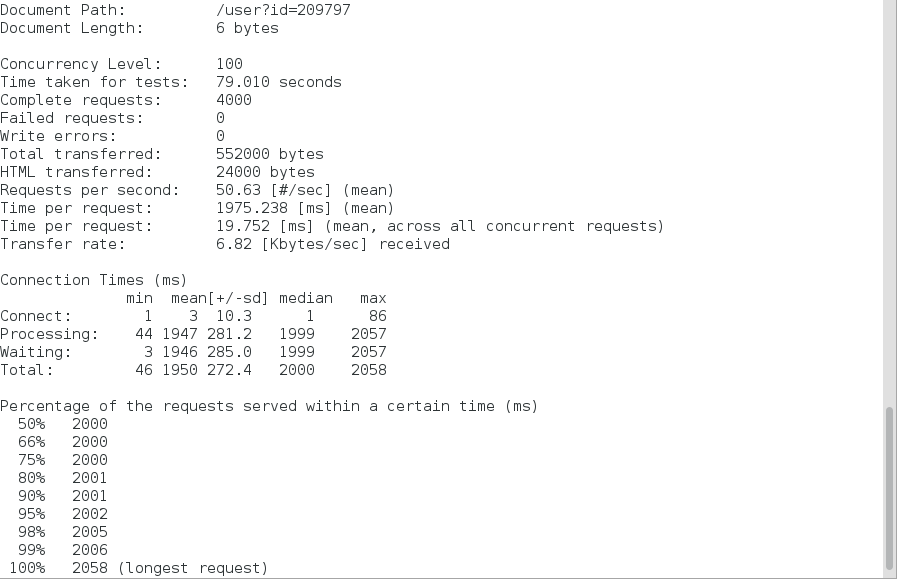 Document Path:          /user?id=209797
Document Length:        6 bytes

Concurrency Level:      100
Time taken for tests:   79.010 seconds
Complete requests:      4000
Failed requests:        0
Write errors:           0
Total transferred:      552000 bytes
HTML transferred:       24000 bytes
Requests per second:    50.63 [#/sec] (mean)
Time per request:       1975.238 [ms] (mean)
Time per request:       19.752 [ms] (mean, across all concurrent requests)
Transfer rate:          6.82 [Kbytes/sec] received

Connection Times (ms)
              min  mean[+/-sd] median   max
Connect:        1    3  10.3      1      86
Processing:    44 1947 281.2   1999    2057
Waiting:        3 1946 285.0   1999    2057
Total:         46 1950 272.4   2000    2058

Percentage of the requests served within a certain time (ms)
  50%   2000
  66%   2000
  75%   2000
  80%   2001
  90%   2001
  95%   2002
  98%   2005
  99%   2006
 100%   2058 (longest request)